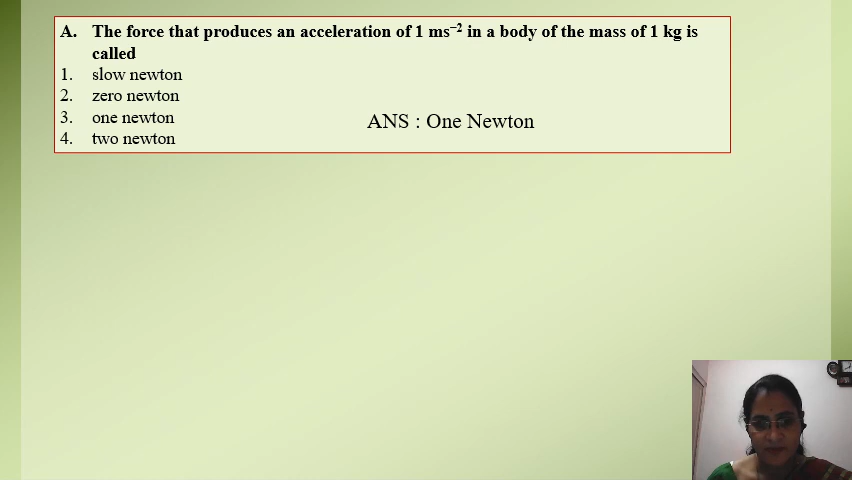 A. The force that produces an acceleration of 1 ms⁻² in a body of the mass of 1 kg is
called
1. slow newton
2. zero newton
3. one newton
4. two newton
ANS : One Newton